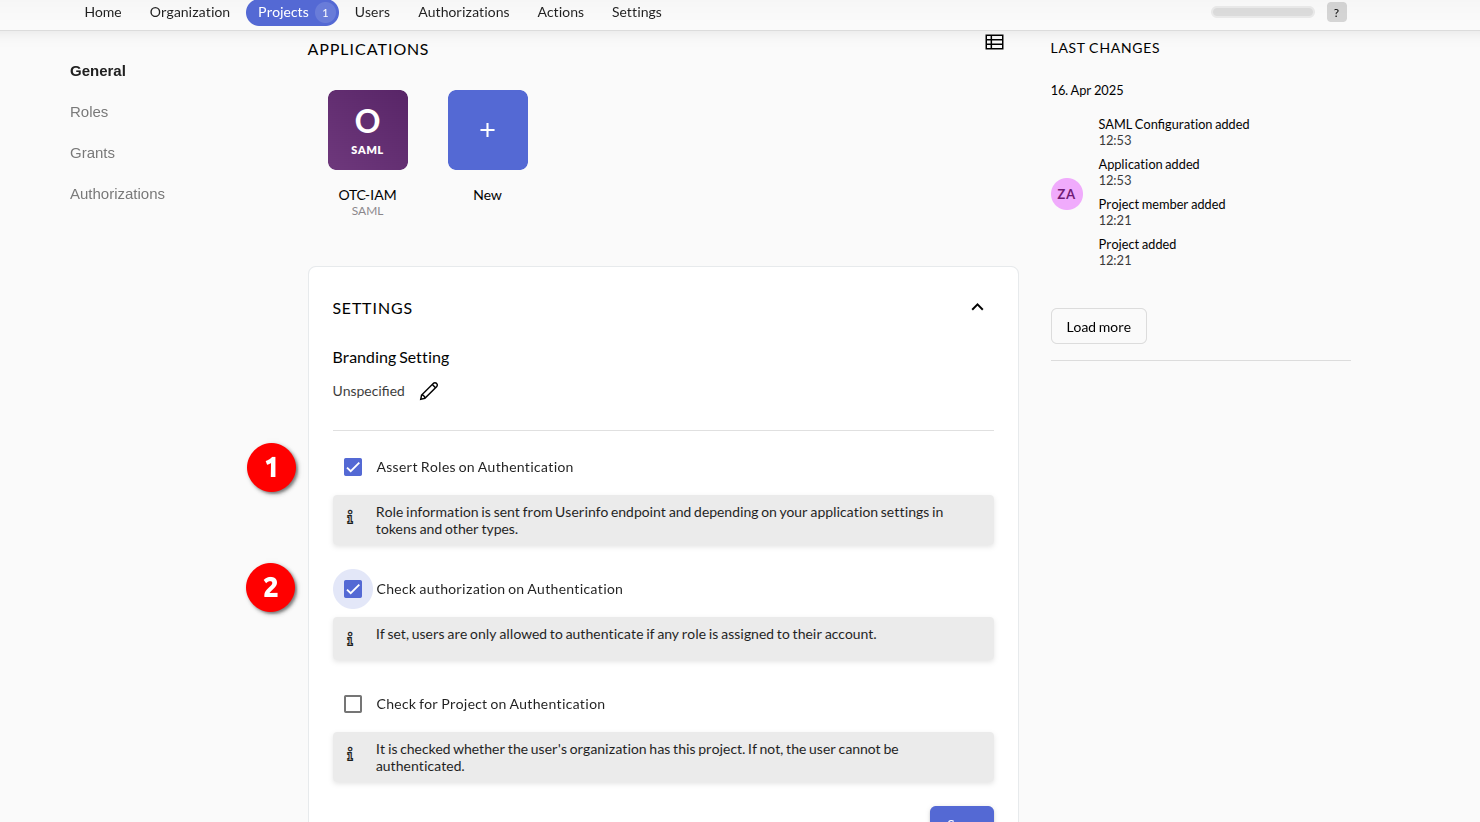 Home Organization Projects 1 Users Authorizations Actions Settings ?
General
Roles
Grants
Authorizations
APPLICATIONS
O
SAML
OTC-IAM
SAML
+
New
SETTINGS
Branding Setting
Unspecified
1
Assert Roles on Authentication
Role information is sent from Userinfo endpoint and depending on your application settings in
tokens and other types.
2
Check authorization on Authentication
If set, users are only allowed to authenticate if any role is assigned to their account.
Check for Project on Authentication
It is checked whether the user's organization has this project. If not, the user cannot be
authenticated.
LAST CHANGES
16. Apr 2025
ZA
SAML Configuration added
12:53
Application added
12:53
Project member added
12:21
Project added
12:21
Load more